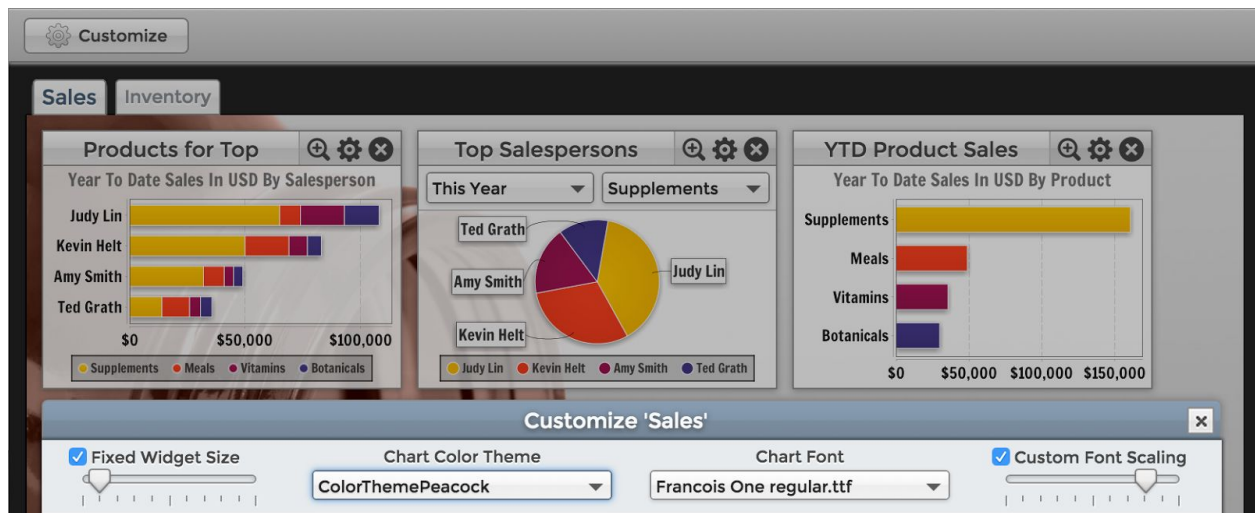 Customize
Sales
Inventory
Products for Top
Year To Date Sales In USD By Salesperson
Judy Lin
Kevin Helt
Amy Smith
Ted Grath
$0 $50,000 $100,000
Supplements Meals Vitamins Botanicals
Top Salespersons
This Year
Supplements
Ted Grath
Judy Lin
Amy Smith
Kevin Helt
Judy Lin Kevin Helt Amy Smith Ted Grath
YTD Product Sales
Year To Date Sales In USD By Product
Supplements
Meals
Vitamins
Botanicals
$0 $50,000 $100,000 $150,000
Customize 'Sales'
Fixed Widget Size
Chart Color Theme
ColorThemePeacock
Chart Font
Francois One regular.ttf
Custom Font Scaling